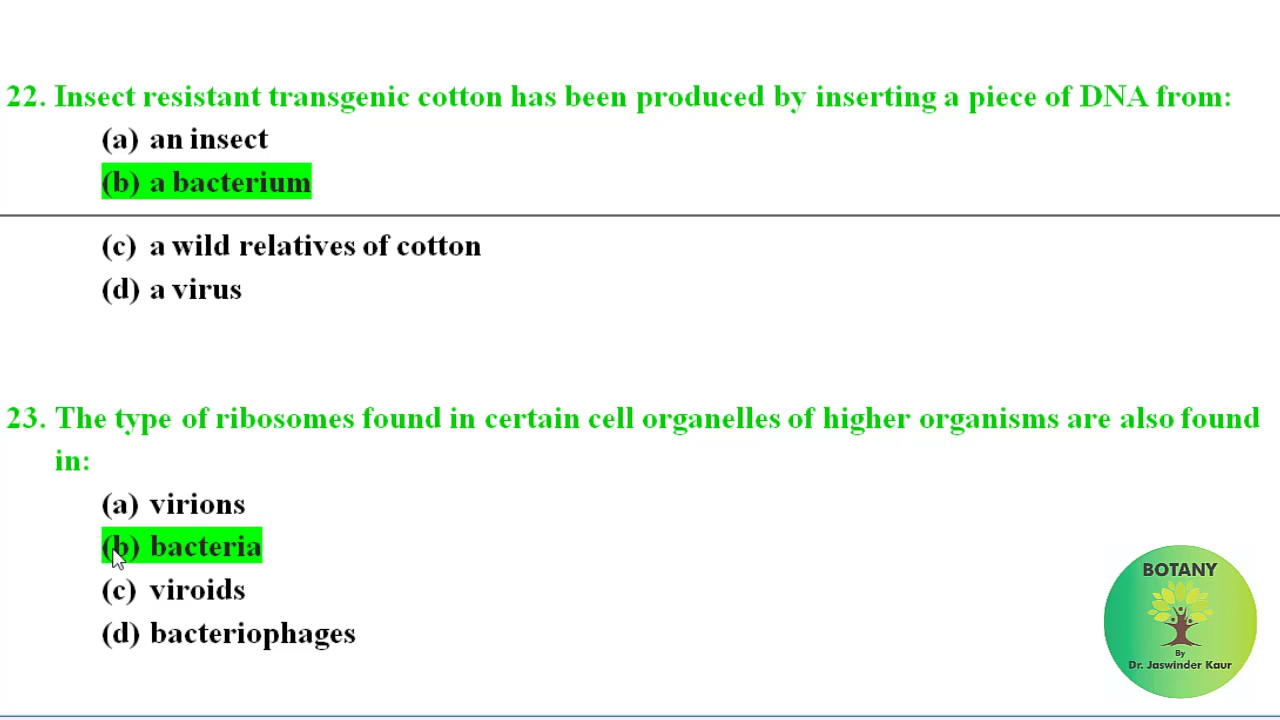 22. Insect resistant transgenic cotton has been produced by inserting a piece of DNA from:
(a) an insect
(b) a bacterium
(c) a wild relatives of cotton
(d) a virus
23. The type of ribosomes found in certain cell organelles of higher organisms are also found
in:
(a) virions
(b) bacteria
(c) viroids
(d) bacteriophages
BOTANY
By
Dr. Jaswinder Kaur